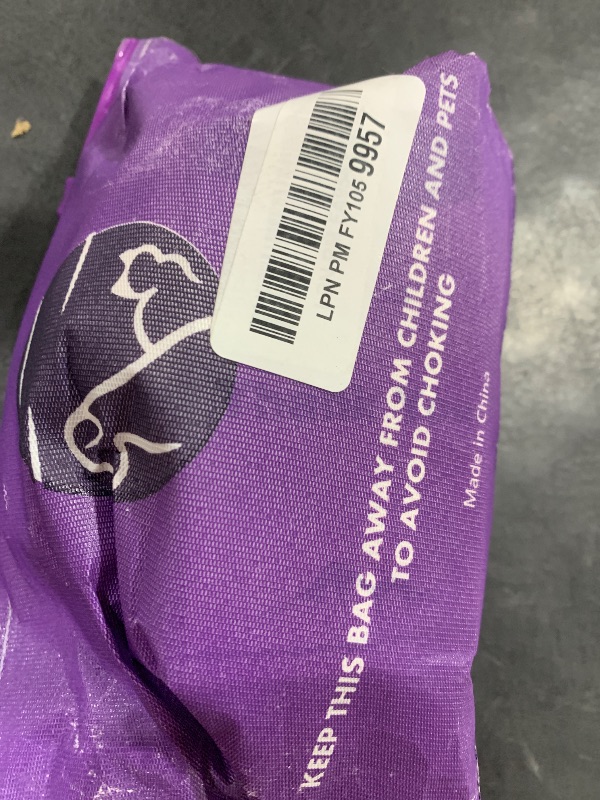 LPN PM FY105 9957
KEEP THIS BAG AWAY FROM CHILDREN AND PETS
TO AVOID CHOKING
Made in China